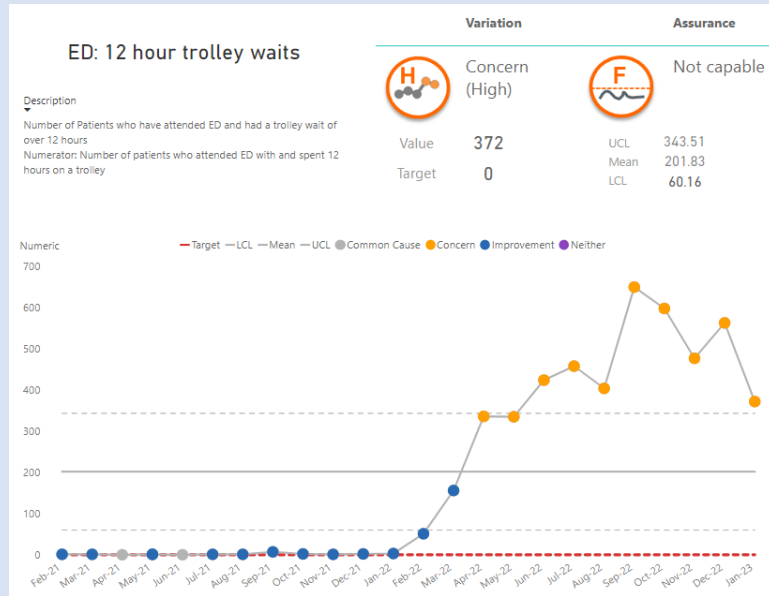 Variation
Assurance
ED: 12 hour trolley waits
H
Concern
(High)
F
Not capable
Description
Number of Patients who have attended ED and had a trolley wait of
over 12 hours
Numerator: Number of patients who attended ED with and spent 12
hours on a trolley
Value 372
Target 0
UCL 343.51
Mean 201.83
LCL 60.16
Numeric
Target LCL Mean UCL Common Cause Concern Improvement Neither
700
600
500
400
300
200
100
0
Feb-21 Mar-21 Apr-21 May-21 Jun-21 Jul-21 Aug-21 Sep-21 Oct-21 Nov-21 Dec-21 Jan-22 Feb-22 Mar-22 Apr-22 May-22 Jun-22 Jul-22 Aug-22 Sep-22 Oct-22 Nov-22 Dec-22 Jan-23